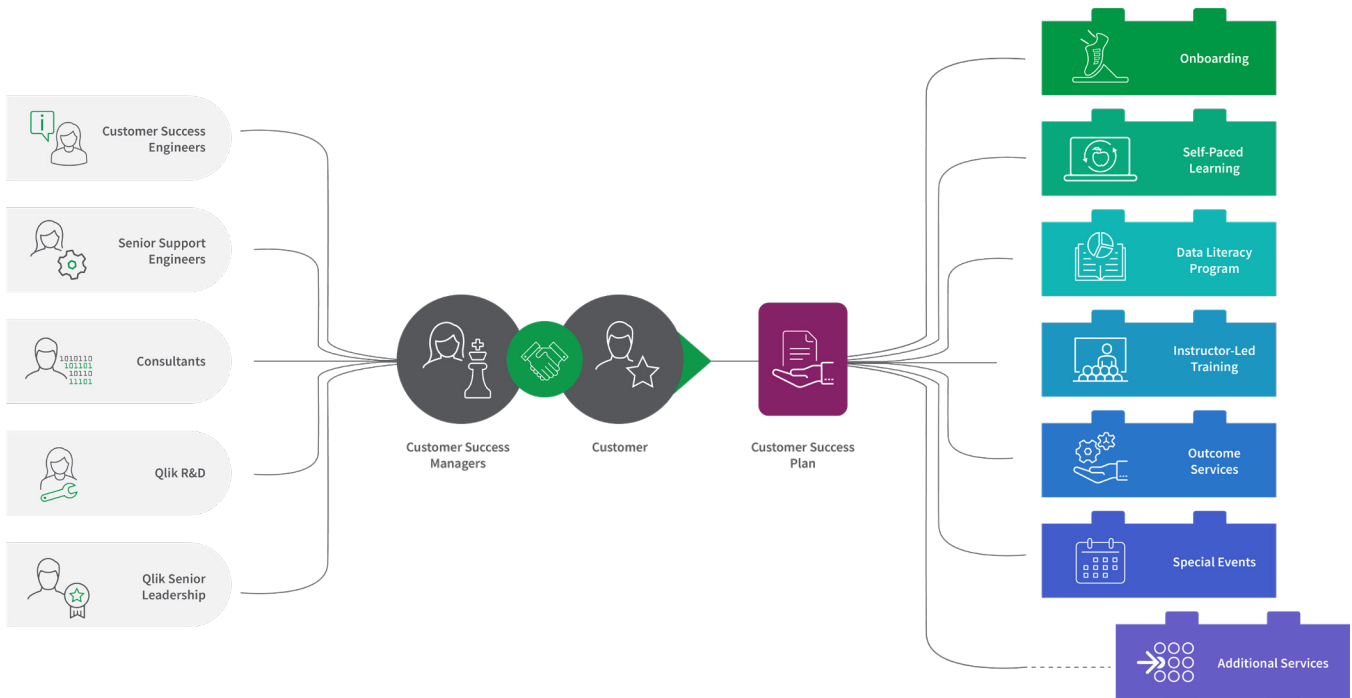 Customer Success
Engineers
Senior Support
Engineers
Consultants
1010110
101101
10110
11101
Qlik R&D
Qlik Senior
Leadership
Customer Success
Managers
Customer
Customer Success
Plan
Onboarding
Self-Paced
Learning
Data Literacy
Program
Instructor-Led
Training
Outcome
Services
Special Events
Additional Services